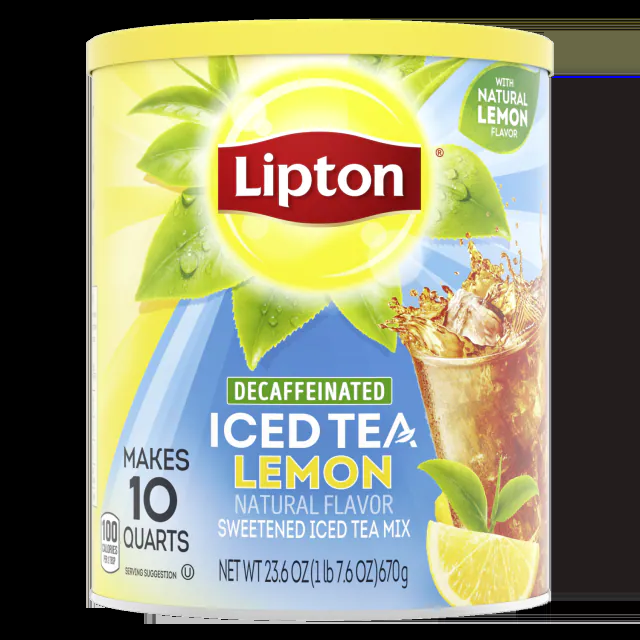 WITH
NATURAL
LEMON
FLAVOR
Lipton
®
DECAFFEINATED
ICED TEA
LEMON
NATURAL FLAVOR
SWEETENED ICED TEA MIX
MAKES
10
QUARTS
100
CALORIES
SERVING SUGGESTION U
NET WT 23.6 OZ (1 lb 7.6 OZ) 670g